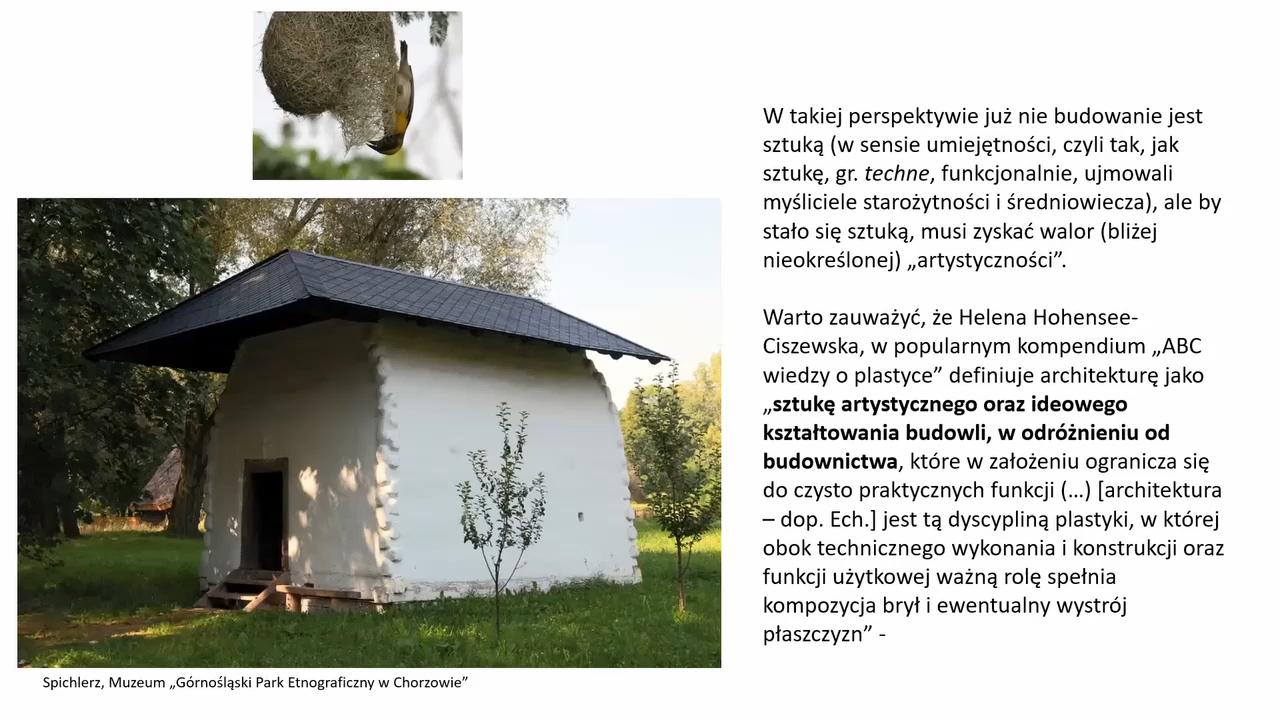 W takiej perspektywie już nie budowanie jest
sztuką (w sensie umiejętności, czyli tak, jak
sztukę, gr. techne, funkcjonalnie, ujmowali
myśliciele starożytności i średniowiecza), ale by
stało się sztuką, musi zyskać walor (bliżej
nieokreślonej) „artystyczności”.
Warto zauważyć, że Helena Hohensee-
Ciszewska, w popularnym kompendium „ABC
wiedzy o plastyce” definiuje architekturę jako
„sztukę artystycznego oraz ideowego
kształtowania budowli, w odróżnieniu od
budownictwa, które w założeniu ogranicza się
do czysto praktycznych funkcji (…) [architektura
– dop. Ech.] jest tą dyscypliną plastyki, w której
obok technicznego wykonania i konstrukcji oraz
funkcji użytkowej ważną rolę spełnia
kompozycja brył i ewentualny wystrój
płaszczyzn” -
Spichlerz, Muzeum „Górnośląski Park Etnograficzny w Chorzowie”